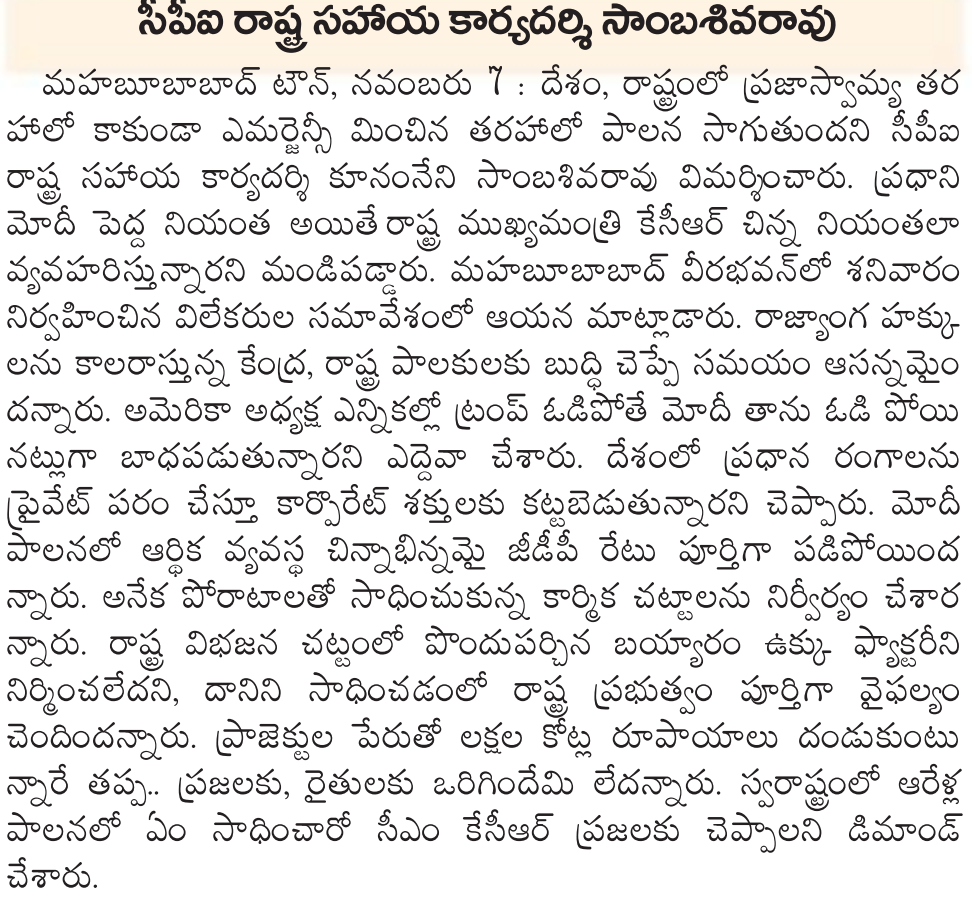 సీపీఐ రాష్ట్ర సహాయ కార్యదర్శి సాంబశివరావు
మహబూబాబాద్ టౌన్, నవంబరు 7 : దేశం, రాష్ట్రంలో ప్రజాస్వామ్య తర
హాలో కాకుండా ఎమర్జెన్సీ మించిన తరహాలో పాలన సాగుతుందని సీపీఐ
రాష్ట్ర సహాయ కార్యదర్శి కూనంనేని సాంబశివరావు విమర్శించారు. ప్రధాని
మోదీ పెద్ద నియంత అయితే రాష్ట్ర ముఖ్యమంత్రి కేసీఆర్ చిన్న నియంతలా
వ్యవహరిస్తున్నారని మండిపడ్డారు. మహబూబాబాద్ వీరభవన్‌లో శనివారం
నిర్వహించిన విలేకరుల సమావేశంలో ఆయన మాట్లాడారు. రాజ్యాంగ హక్కు
లను కాలరాస్తున్న కేంద్ర, రాష్ట్ర పాలకులకు బుద్ధి చెప్పే సమయం ఆసన్నమైం
దన్నారు. అమెరికా అధ్యక్ష ఎన్నికల్లో ట్రంప్ ఓడిపోతే మోదీ తాను ఓడి పోయి
నట్లుగా బాధపడుతున్నారని ఎద్దెవా చేశారు. దేశంలో ప్రధాన రంగాలను
ప్రైవేట్ పరం చేస్తూ కార్పొరేట్ శక్తులకు కట్టబెడుతున్నారని చెప్పారు. మోదీ
పాలనలో ఆర్థిక వ్యవస్థ చిన్నాభిన్నమై జీడీపీ రేటు పూర్తిగా పడిపోయింద
న్నారు. అనేక పోరాటాలతో సాధించుకున్న కార్మిక చట్టాలను నిర్వీర్యం చేశార
న్నారు. రాష్ట్ర విభజన చట్టంలో పొందుపర్చిన బయ్యారం ఉక్కు ఫ్యాక్టరీని
నిర్మించలేదని, దానిని సాధించడంలో రాష్ట్ర ప్రభుత్వం పూర్తిగా వైఫల్యం
చెందిందన్నారు. ప్రాజెక్టుల పేరుతో లక్షల కోట్ల రూపాయాలు దండుకుంటు
న్నారే తప్ప.. ప్రజలకు, రైతులకు ఒరిగిందేమి లేదన్నారు. స్వరాష్ట్రంలో ఆరేళ్ల
పాలనలో ఏం సాధించారో సీఎం కేసీఆర్ ప్రజలకు చెప్పాలని డిమాండ్
చేశారు.